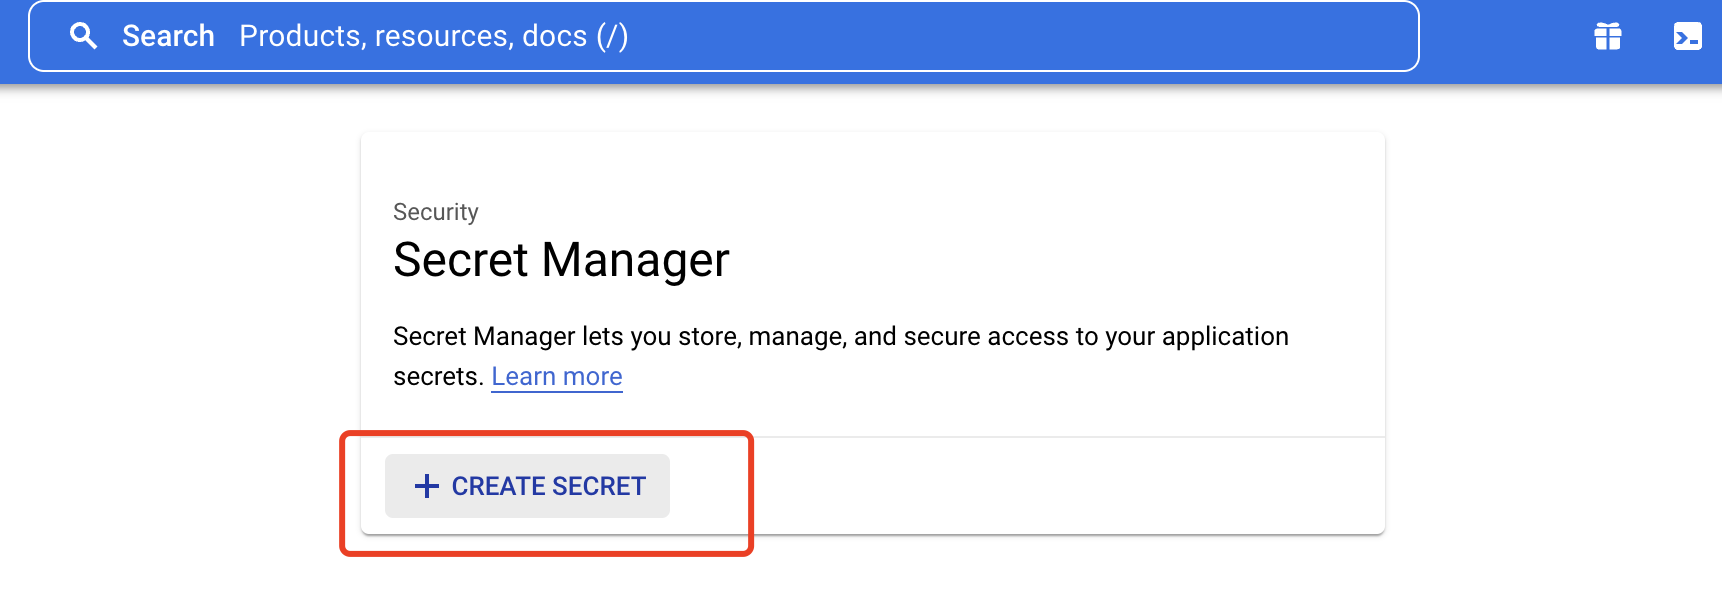 Search Products, resources, docs (/)
Security
Secret Manager
Secret Manager lets you store, manage, and secure access to your application
secrets. Learn more
+ CREATE SECRET